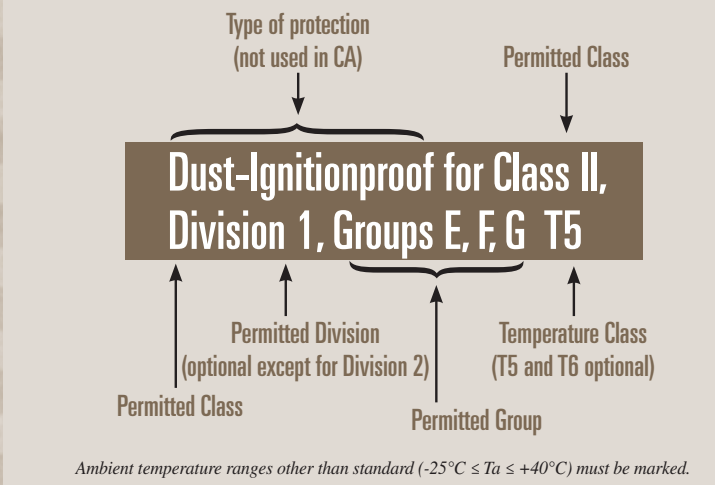 Type of protection
(not used in CA)
Permitted Class
Dust-Ignitionproof for Class II,
Division 1, Groups E, F, G T5
Permitted Division
(optional except for Division 2)
Temperature Class
(T5 and T6 optional)
Permitted Class
Permitted Group
Ambient temperature ranges other than standard (-25°C ≤ Ta ≤ +40°C) must be marked.